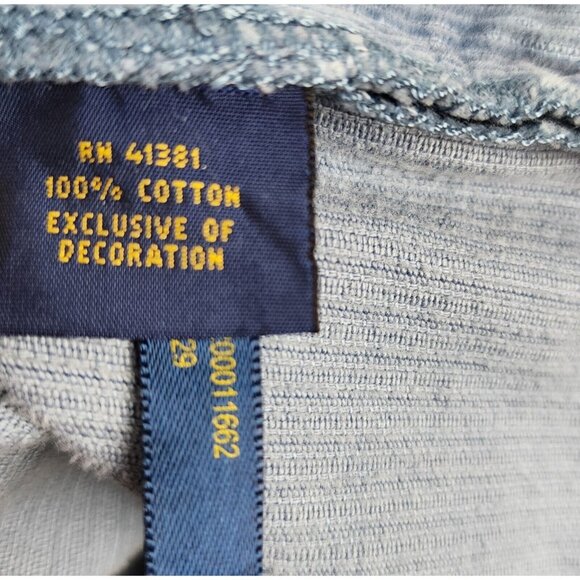 RN 41381
100% COTTON
EXCLUSIVE OF
DECORATION
00011662
29